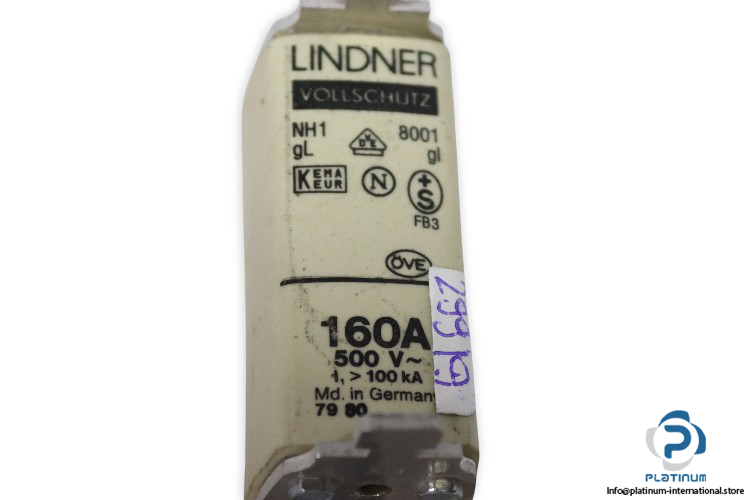 LINDNER
VOLLSCHUTZ
NH1 8001
gL VDE gl
KEMA KEUR N +S
FB3
ÖVE
160A
500 V~
I, > 100 kA
Md. in Germany
79 80
PLATINUM
Info@platinum-international.store